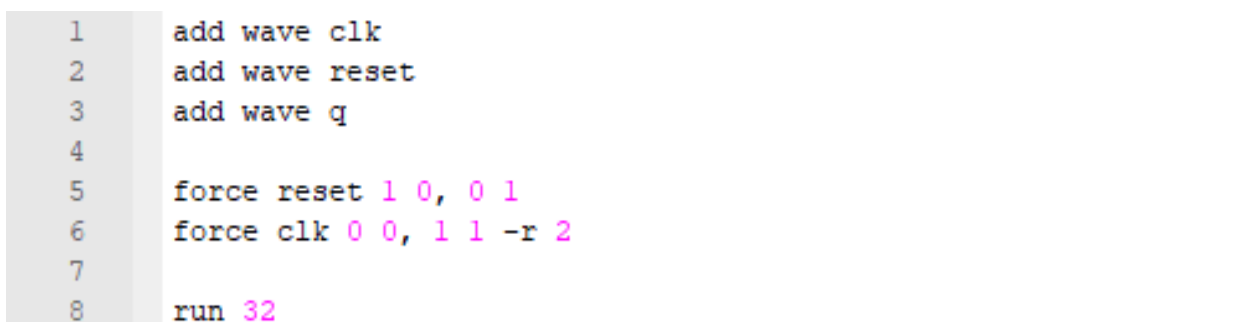 1 add wave clk
2 add wave reset
3 add wave q
4
5 force reset 1 0, 0 1
6 force clk 0 0, 1 1 -r 2
7
8 run 32